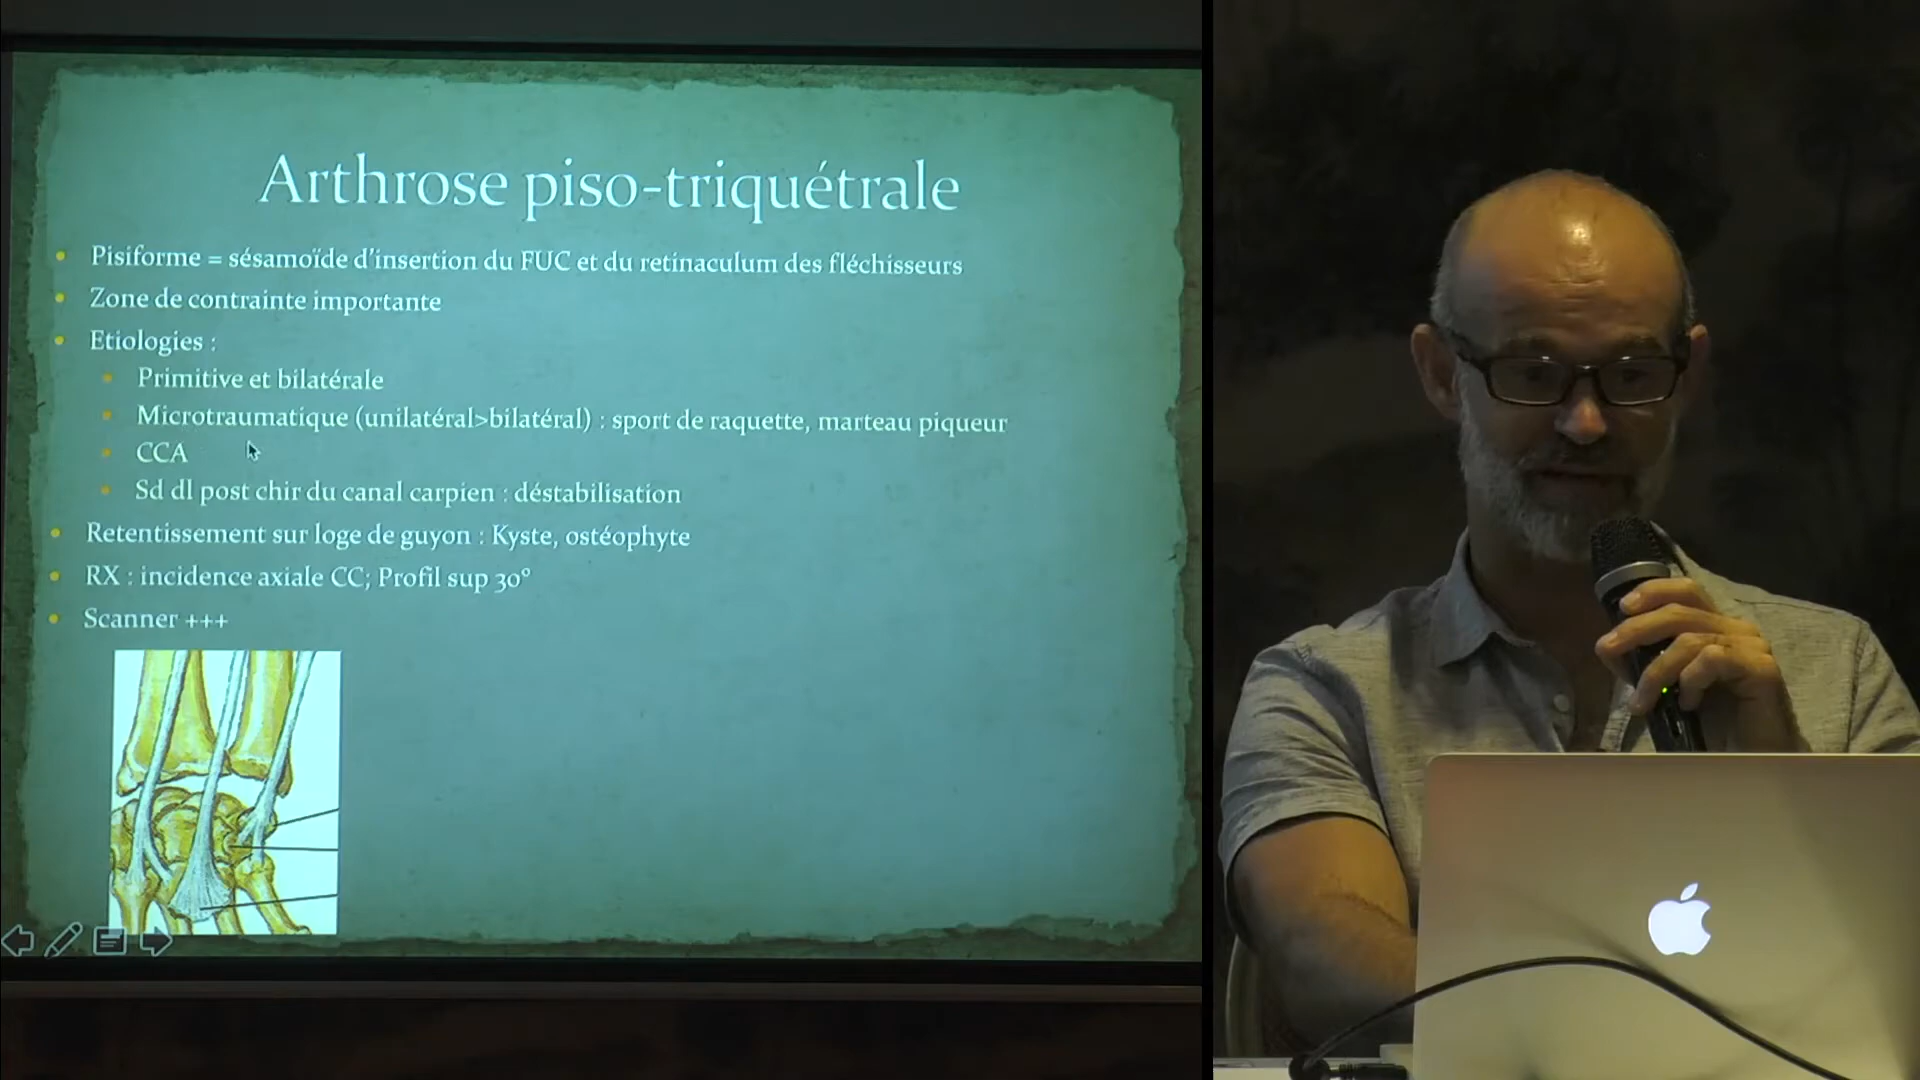 Arthrose piso-triquétrale
Pisiforme = sésamoïde d'insertion du FUC et du retinaculum des fléchisseurs
Zone de contrainte importante
Etiologies :
Primitive et bilatérale
Microtraumatique (unilatéral>bilatéral) : sport de raquette, marteau piqueur
CCA
Sd dl post chir du canal carpien : déstabilisation
Retentissement sur loge de guyon : Kyste, ostéophyte
RX : incidence axiale CC; Profil sup 30°
Scanner +++